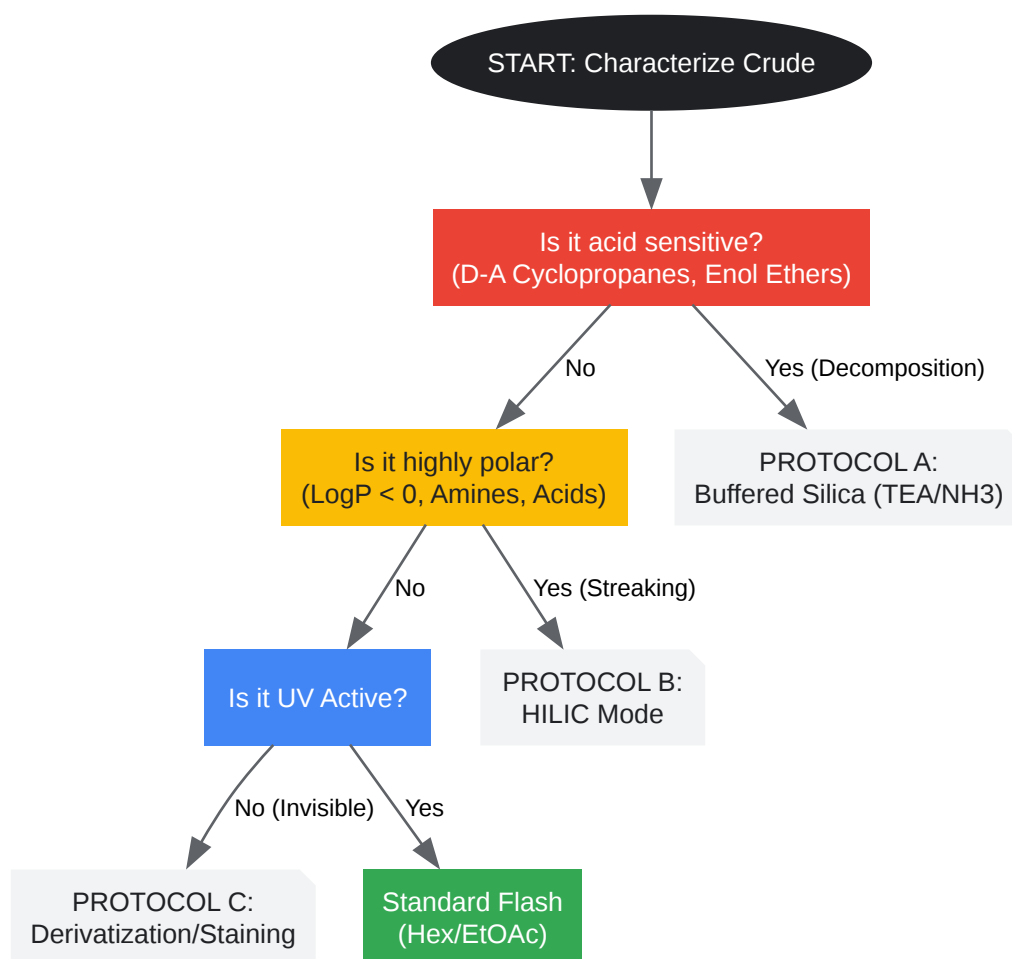 START: Characterize Crude
Is it acid sensitive?
(D-A Cyclopropanes, Enol Ethers)
No
Yes (Decomposition)
Is it highly polar?
(LogP < 0, Amines, Acids)
PROTOCOL A:
Buffered Silica (TEA/NH3)
No
Yes (Streaking)
Is it UV Active?
PROTOCOL B:
HILIC Mode
No (Invisible)
Yes
PROTOCOL C:
Derivatization/Staining
Standard Flash
(Hex/EtOAc)